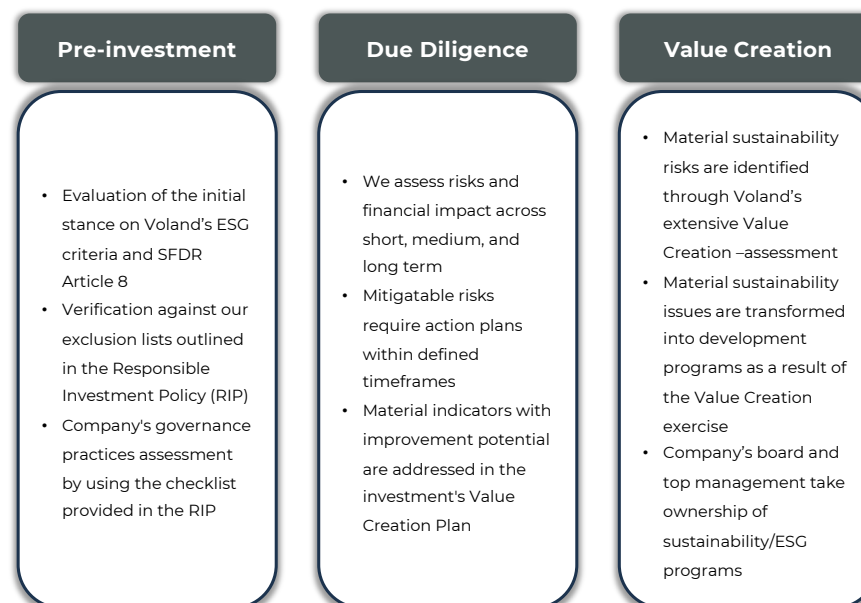 Pre-investment
• Evaluation of the initial
stance on Voland's ESG
criteria and SFDR
Article 8
• Verification against our
exclusion lists outlined
in the Responsible
Investment Policy (RIP)
• Company's governance
practices assessment
by using the checklist
provided in the RIP
Due Diligence
• We assess risks and
financial impact across
short, medium, and
long term
• Mitigatable risks
require action plans
within defined
timeframes
• Material indicators with
improvement potential
are addressed in the
investment's Value
Creation Plan
Value Creation
• Material sustainability
risks are identified
through Voland’s
extensive Value
Creation –assessment
• Material sustainability
issues are transformed
into development
programs as a result of
the Value Creation
exercise
• Company’s board and
top management take
ownership of
sustainability/ESG
programs